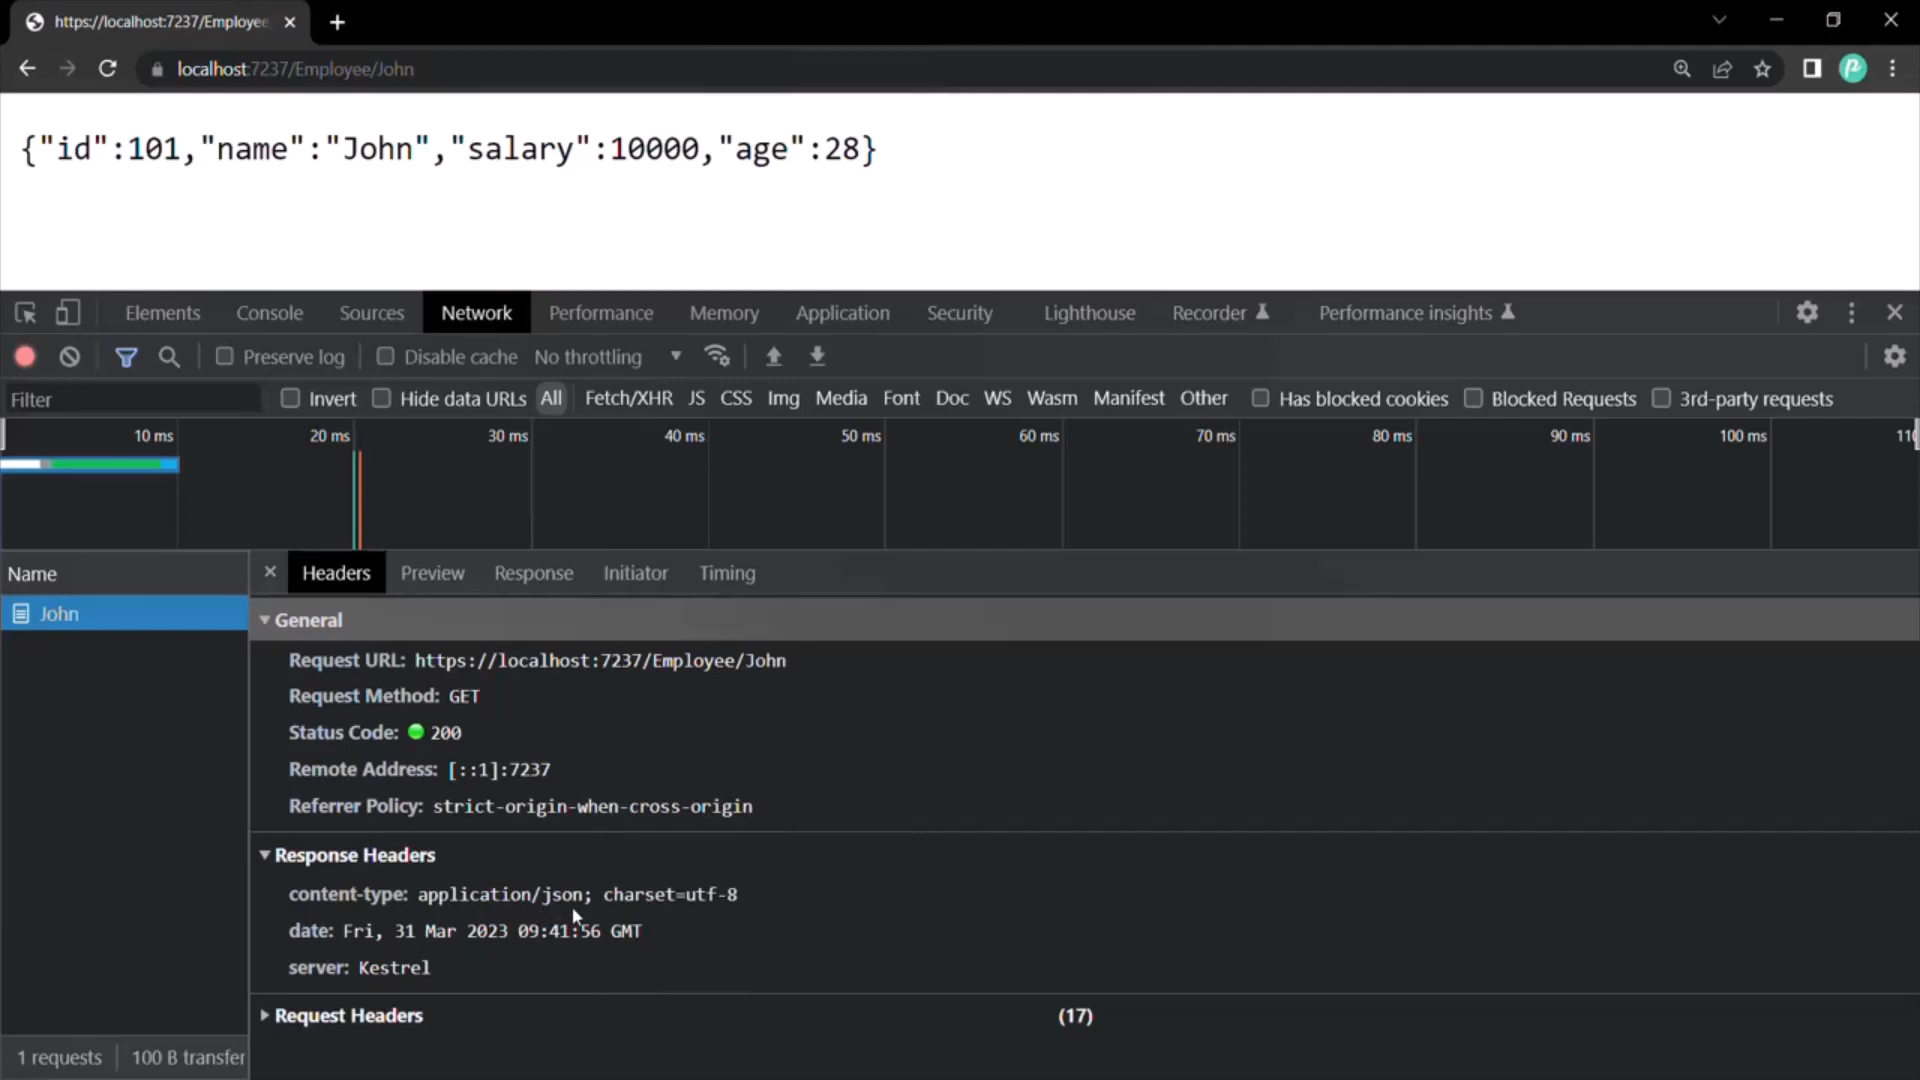 https://localhost:7237/Employee
localhost:7237/Employee/John
{"id":101,"name":"John","salary":10000,"age":28}
Elements Console Sources Network Performance Memory Application Security Lighthouse Recorder Performance insights
Preserve log Disable cache No throttling
Filter Invert Hide data URLs All Fetch/XHR JS CSS Img Media Font Doc WS Wasm Manifest Other Has blocked cookies Blocked Requests 3rd-party requests
10 ms 20 ms 30 ms 40 ms 50 ms 60 ms 70 ms 80 ms 90 ms 100 ms 110
Name
John
Headers Preview Response Initiator Timing
General
Request URL: https://localhost:7237/Employee/John
Request Method: GET
Status Code: 200
Remote Address: [::1]:7237
Referrer Policy: strict-origin-when-cross-origin
Response Headers
content-type: application/json; charset=utf-8
date: Fri, 31 Mar 2023 09:41:56 GMT
server: Kestrel
Request Headers (17)
1 requests 100 B transfer